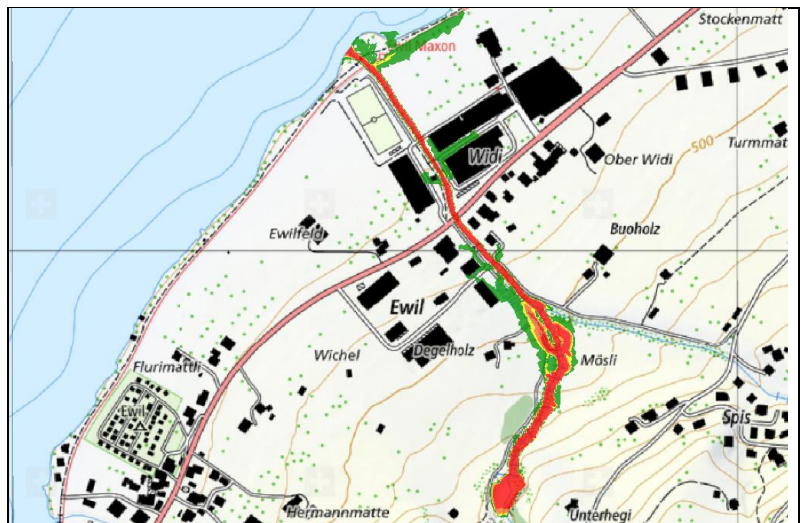 Stockenmatt
Maxon
Widi
500
Turmmat
Ober Widi
Buoholz
Ewilfeld
Ewil
Wichel
Degelholz
Mösli
Flurimattli
Ewil
Spis
Hermannmatte
Unterhegi